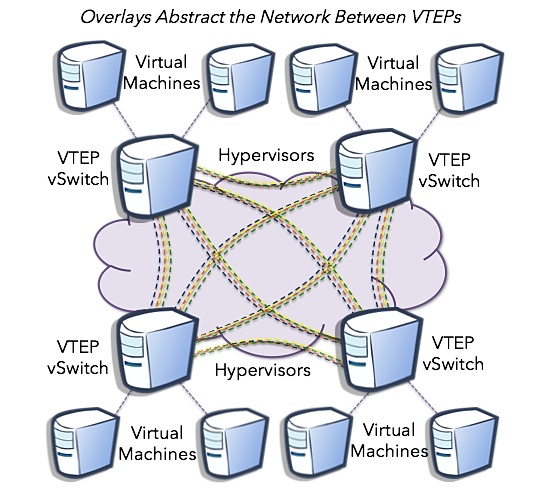 Overlays Abstract the Network Between VTEPs
Virtual
Machines
Virtual
Machines
VTEP
vSwitch
Hypervisors
VTEP
vSwitch
VTEP
vSwitch
Hypervisors
VTEP
vSwitch
Virtual
Machines
Virtual
Machines